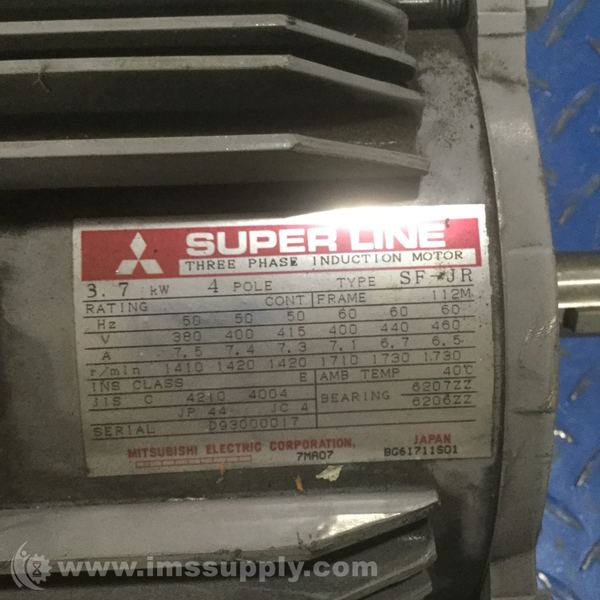 SUPER LINE
THREE PHASE INDUCTION MOTOR
3.7 kW 4 POLE TYPE SF-JR
RATING CONT FRAME 112M
Hz 50 50 50 60 60 60
V 380 400 415 400 440 460
A 7.5 7.4 7.3 7.1 6.7 6.5
r/min 1410 1420 1420 1710 1730 1730
INS CLASS E AMB TEMP 40℃
JIS C 4210 4004 BEARING 6207ZZ
JP 44 JC 4 6206ZZ
SERIAL D93000017
MITSUBISHI ELECTRIC CORPORATION, JAPAN
7MA07 BG61711S01
www.imssupply.com